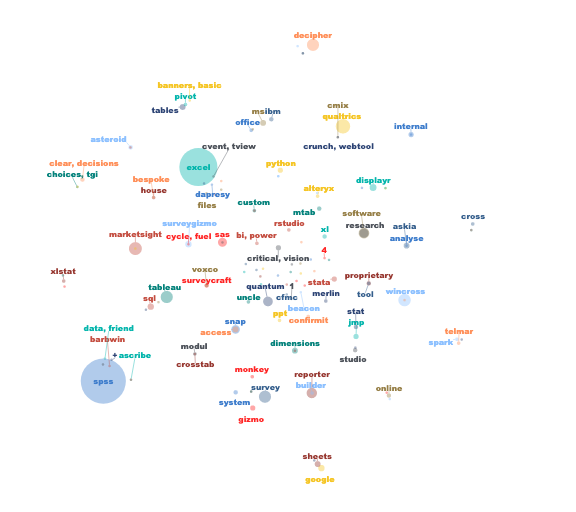 decipher
banners, basic
pivot
tables
msibm
office
cmix
qualtrics
internal
asteroid
cvent, tview
crunch, webtool
clear, decisions
choices, tgi
excel
python
bespoke
house
dapresy
files
alteryx
displayr
custom
mtab
software
research
cross
surveygizmo
rstudio
xl
askia
marketsight
cycle, fuel
sas
bi, power
analyse
critical, vision
4
xlstat
voxco
surveycraft
stata
proprietary
tableau
quantum
1
tool
sql
uncle
cfmc
merlin
wincross
beacon
stat
data, friend
snap
ppt
confirmit
jmp
telmar
barbwin
access
spark
+
ascribe
modul
dimensions
studio
crosstab
spss
monkey
reporter
survey
builder
online
system
gizmo
sheets
google